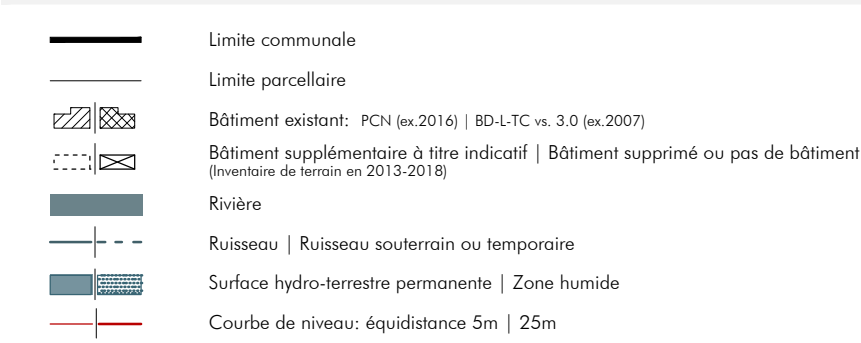 Limite communale
Limite parcellaire
Bâtiment existant: PCN (ex.2016) | BD-L-TC vs. 3.0 (ex.2007)
Bâtiment supplémentaire à titre indicatif | Bâtiment supprimé ou pas de bâtiment
(Inventaire de terrain en 2013-2018)
Rivière
Ruisseau | Ruisseau souterrain ou temporaire
Surface hydro-terrestre permanente | Zone humide
Courbe de niveau: équidistance 5m | 25m